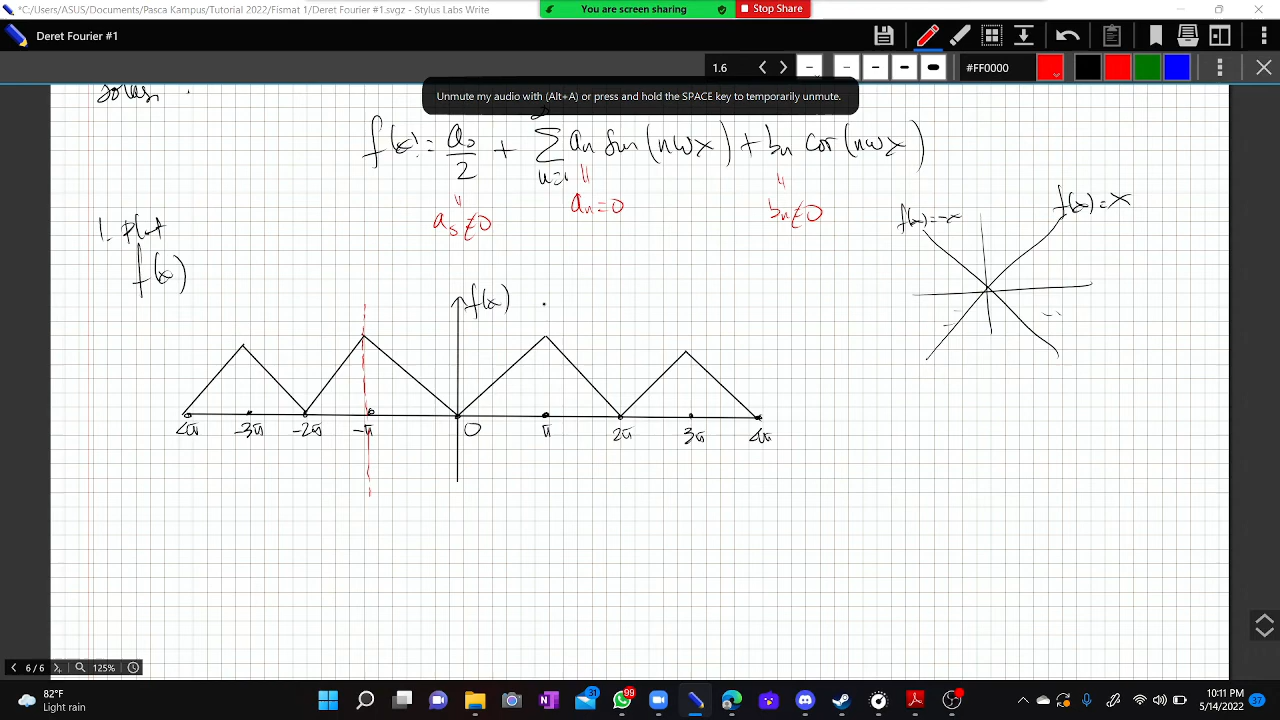 *C:/Users/ASUS/Documents/Pasca Kampus/Tutorial 2022/Fismat 1/Deret Fourier #1.svgz - Stylus Labs Write
You are screen sharing
Stop Share
Deret Fourier #1
1.6
#FF0000
Unmute my audio with (Alt+A) or press and hold the SPACE key to temporarily unmute.
f(x) = a₀/2 + ∑ n=1 ∞ an sin (nωx) + bn cos (nωx)
a₀≠0
an=0
bn≠0
f(x)=-x
f(x)=x
1. Plot
f(x)
f(x)
4π -3π -2π -π 0 π 2π 3π 4π
6/6
125%
82°F
Light rain
31
99
10:11 PM
5/14/2022
37